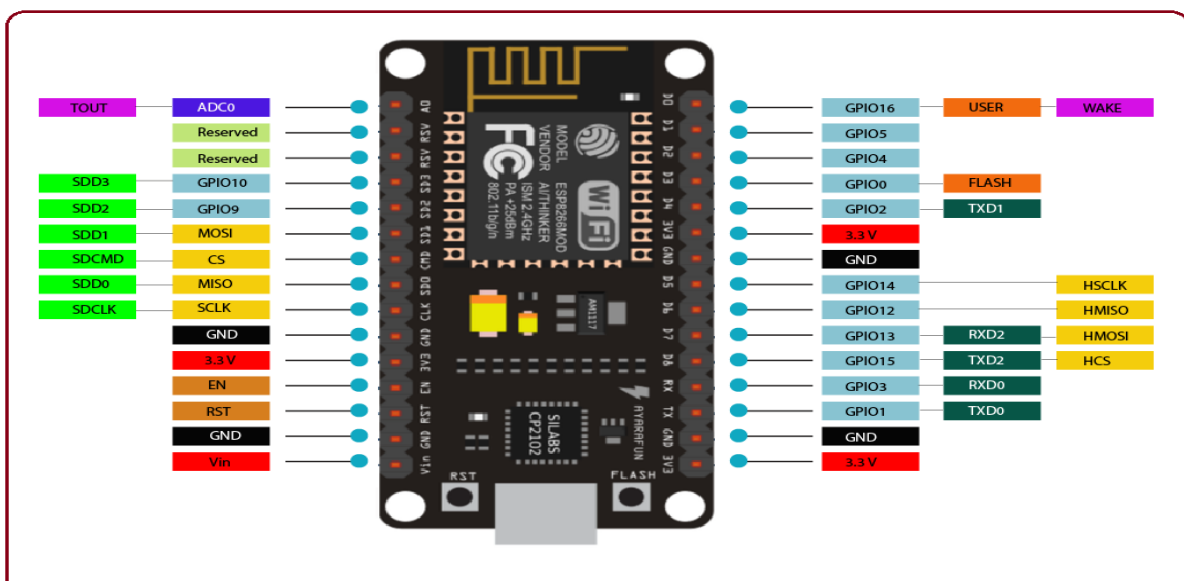 TOUT ADC0
Reserved
Reserved
SDD3 GPIO10
SDD2 GPIO9
SDD1 MOSI
SDCMD CS
SDD0 MISO
SDCLK SCLK
GND
3.3 V
EN
RST
GND
Vin
A0
RSV
RSV
SD3
SD2
SD1
CMD
SD0
CLK
GND
3V3
EN
RST
GND
Vin
MODEL ESP8266MOD
VENDOR AI/THINKER
ISM 2.4GHz
PA +25dBm
802.11b/g/n
FC
Wi Fi
AM1117
SILABS
CP2102
AYARAFUN
RST
FLASH
D0
D1
D2
D3
D4
3V3
GND
D5
D6
D7
D8
RX
TX
GND
3V3
GPIO16 USER WAKE
GPIO5
GPIO4
GPIO0 FLASH
GPIO2 TXD1
3.3 V
GND
GPIO14 HSCLK
GPIO12 HMISO
GPIO13 RXD2 HMOSI
GPIO15 TXD2 HCS
GPIO3 RXD0
GPIO1 TXD0
GND
3.3 V